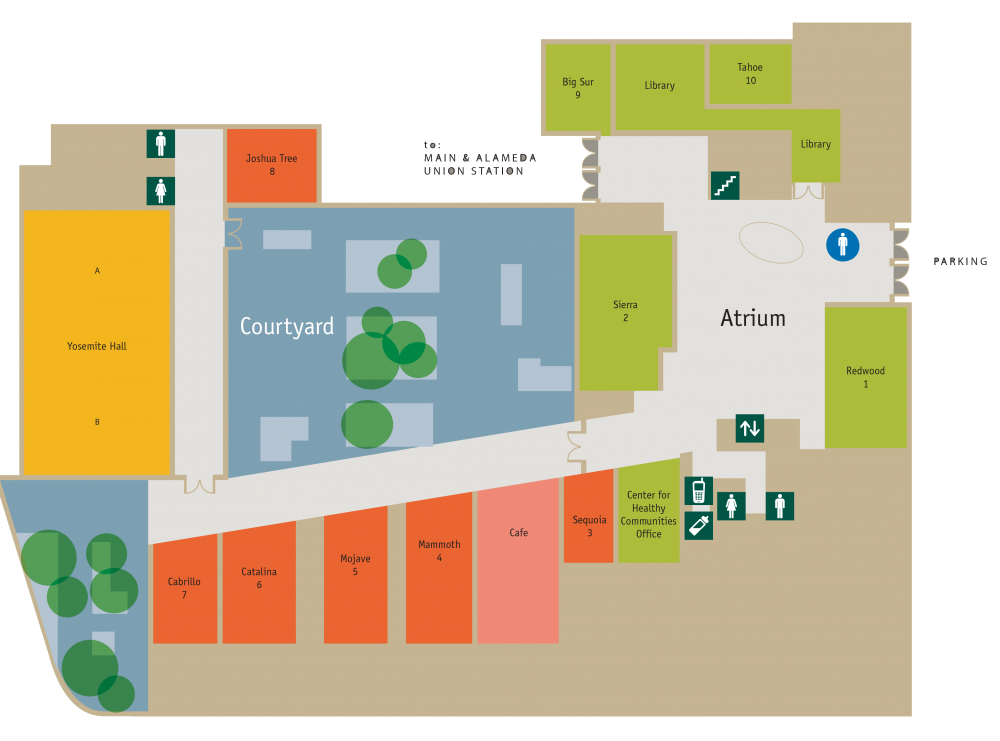 Big Sur
9
Library
Tahoe
10
Library
to:
MAIN & ALAMEDA
UNION STATION
Joshua Tree
8
PARKING
A
Yosemite Hall
B
Courtyard
Sierra
2
Atrium
Redwood
1
Center for
Healthy
Communities
Office
Sequoia
3
Cafe
Mammoth
4
Mojave
5
Catalina
6
Cabrillo
7